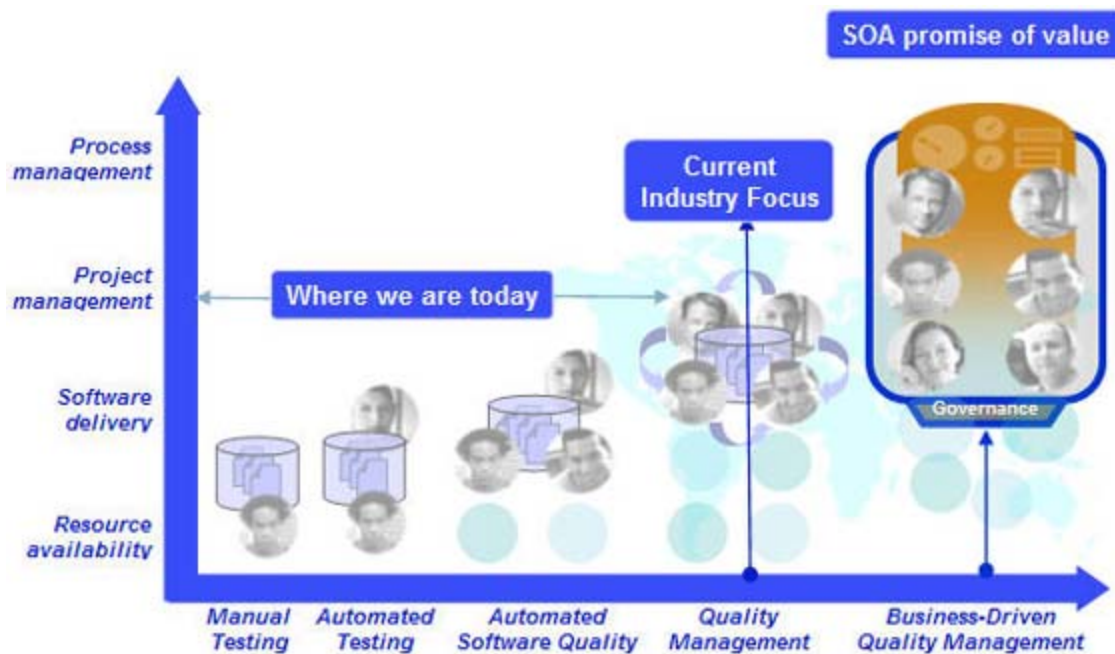 SOA promise of value
Process
management
Current
Industry Focus
Project
management
Where we are today
Software
delivery
Governance
Resource
availability
Manual
Testing
Automated
Testing
Automated
Software Quality
Quality
Management
Business-Driven
Quality Management